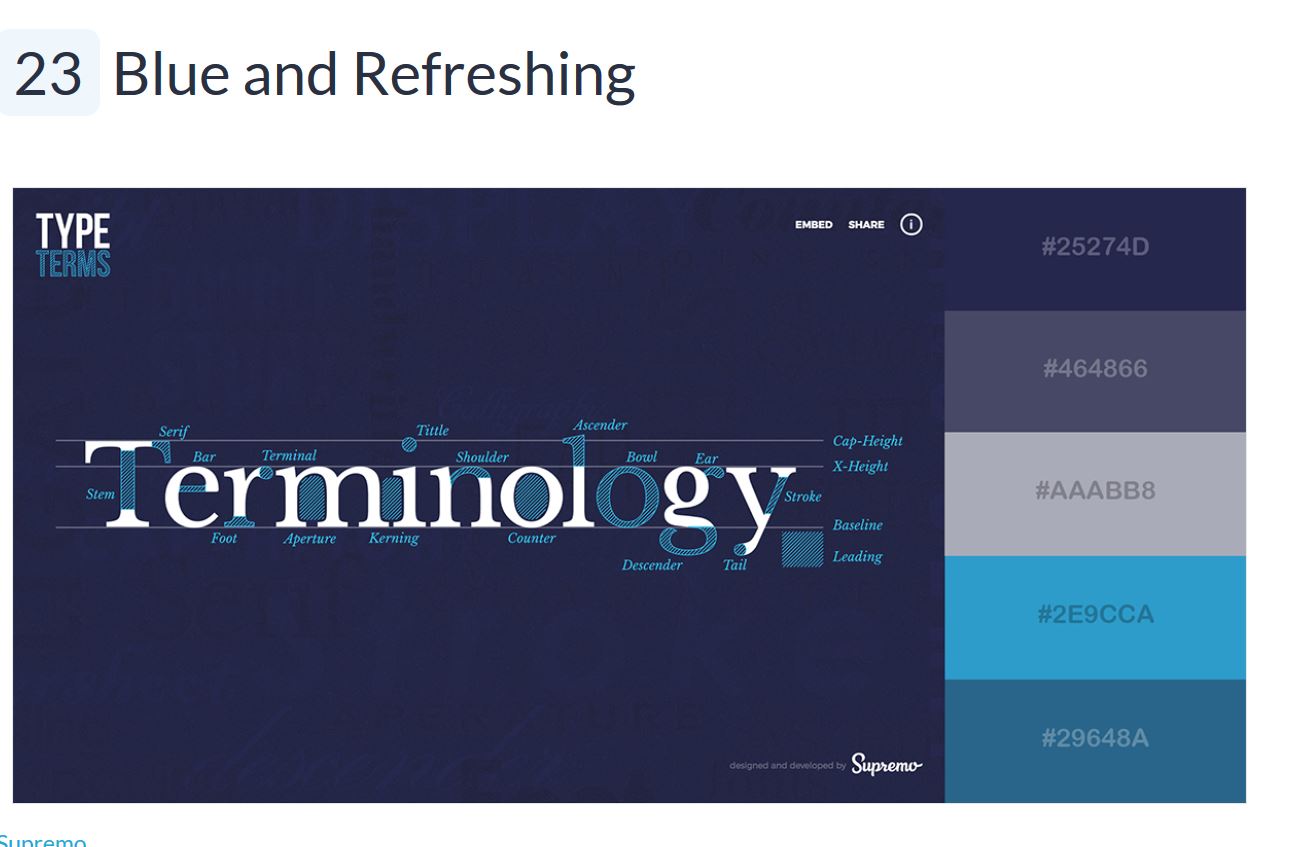 23 Blue and Refreshing
TYPE
TERMS
EMBED SHARE i
#25274D
#464866
#AAABB8
#2E9CCA
#29648A
Serif
Tittle
Ascender
Cap-Height
Bar
Terminal
Shoulder
Bowl
Ear
X-Height
Terminology
Stem
Stroke
Baseline
Foot
Aperture
Kerning
Counter
Leading
Descender
Tail
designed and developed by Supremo
Supremo